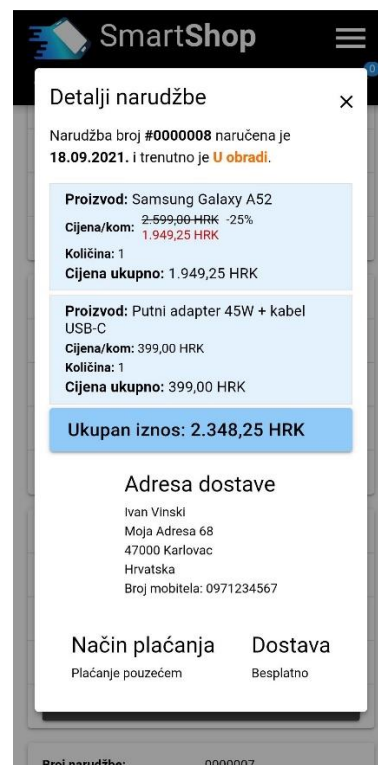 SmartShop
0
Detalji narudžbe
Narudžba broj #0000008 naručena je
18.09.2021. i trenutno je U obradi.
Proizvod: Samsung Galaxy A52
Cijena/kom: 2.599,00 HRK -25%
1.949,25 HRK
Količina: 1
Cijena ukupno: 1.949,25 HRK
Proizvod: Putni adapter 45W + kabel
USB-C
Cijena/kom: 399,00 HRK
Količina: 1
Cijena ukupno: 399,00 HRK
Ukupan iznos: 2.348,25 HRK
Adresa dostave
Ivan Vinski
Moja Adresa 68
47000 Karlovac
Hrvatska
Broj mobitela: 0971234567
Način plaćanja Dostava
Plaćanje pouzećem Besplatno
Broj narudžbe: 0000007